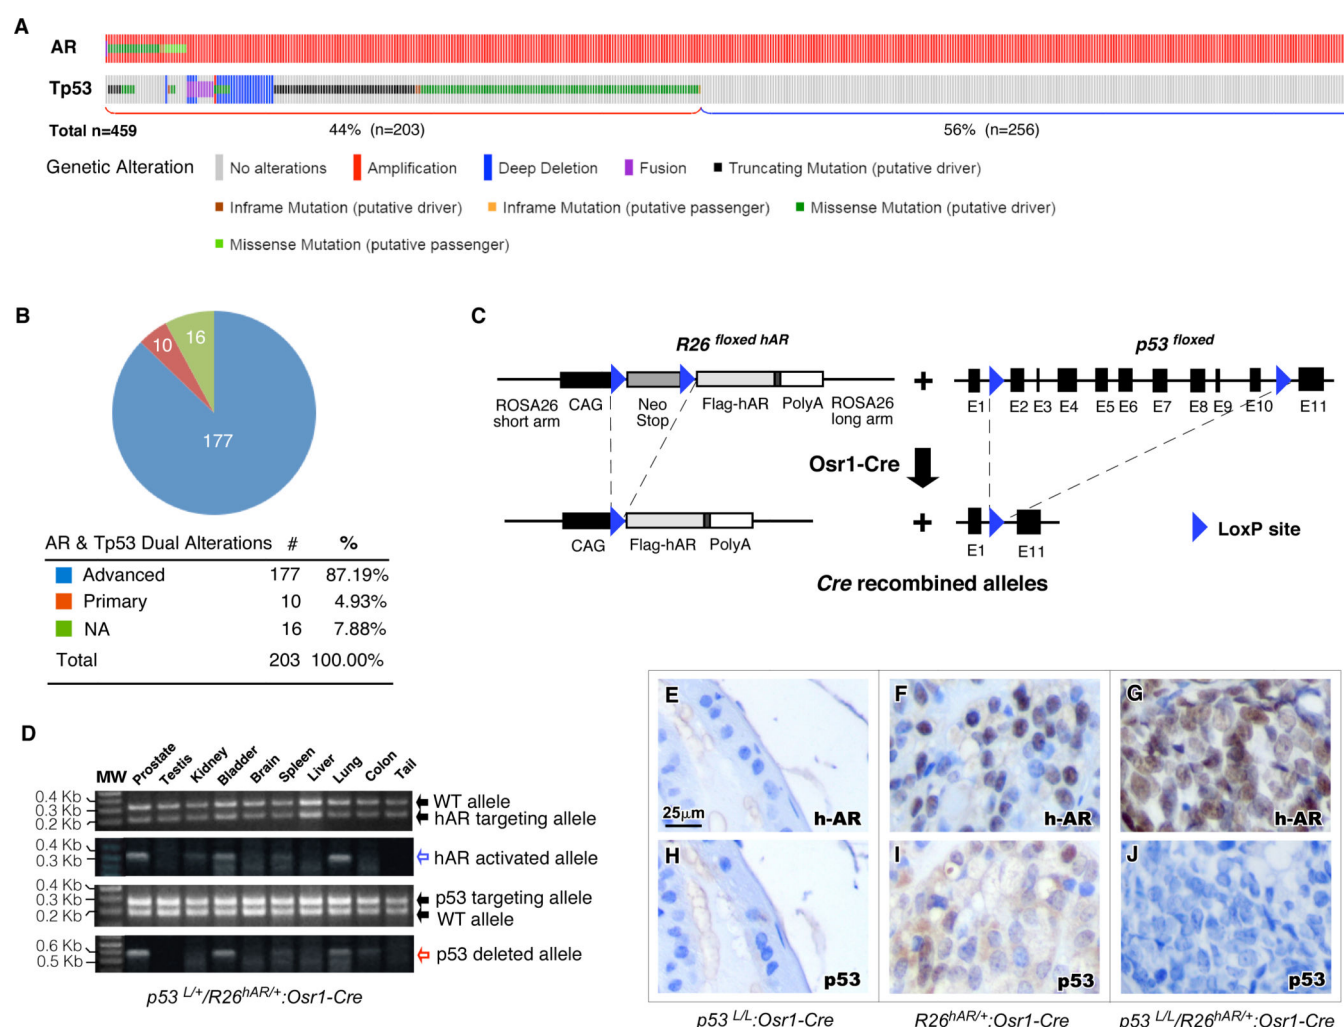 A
AR
Tp53
Total n=459 44% (n=203) 56% (n=256)
Genetic Alteration No alterations Amplification Deep Deletion Fusion Truncating Mutation (putative driver)
Inframe Mutation (putative driver) Inframe Mutation (putative passenger) Missense Mutation (putative driver)
Missense Mutation (putative passenger)
B
16
10
177
AR & Tp53 Dual Alterations # %
Advanced 177 87.19%
Primary 10 4.93%
NA 16 7.88%
Total 203 100.00%
C
R26 floxed hAR p53 floxed
+
ROSA26 short arm CAG Neo Stop Flag-hAR PolyA ROSA26 long arm
E1 E2 E3 E4 E5 E6 E7 E8 E9 E10 E11
Osr1-Cre
+
CAG Flag-hAR PolyA E1 E11
LoxP site
Cre recombined alleles
D
MW Prostate Testis Kidney Bladder Brain Spleen Liver Lung Colon Tail
0.4 Kb
0.3 Kb
0.2 Kb
WT allele
hAR targeting allele
0.4 Kb
0.3 Kb
hAR activated allele
0.4 Kb
0.3 Kb
0.2 Kb
p53 targeting allele
WT allele
0.6 Kb
0.5 Kb
p53 deleted allele
p53 L/+/R26hAR/+:Osr1-Cre
E
25μm
h-AR
F
h-AR
G
h-AR
H
p53
I
p53
J
p53
p53 L/L:Osr1-Cre
R26hAR/+:Osr1-Cre
p53 L/L/R26hAR/+:Osr1-Cre